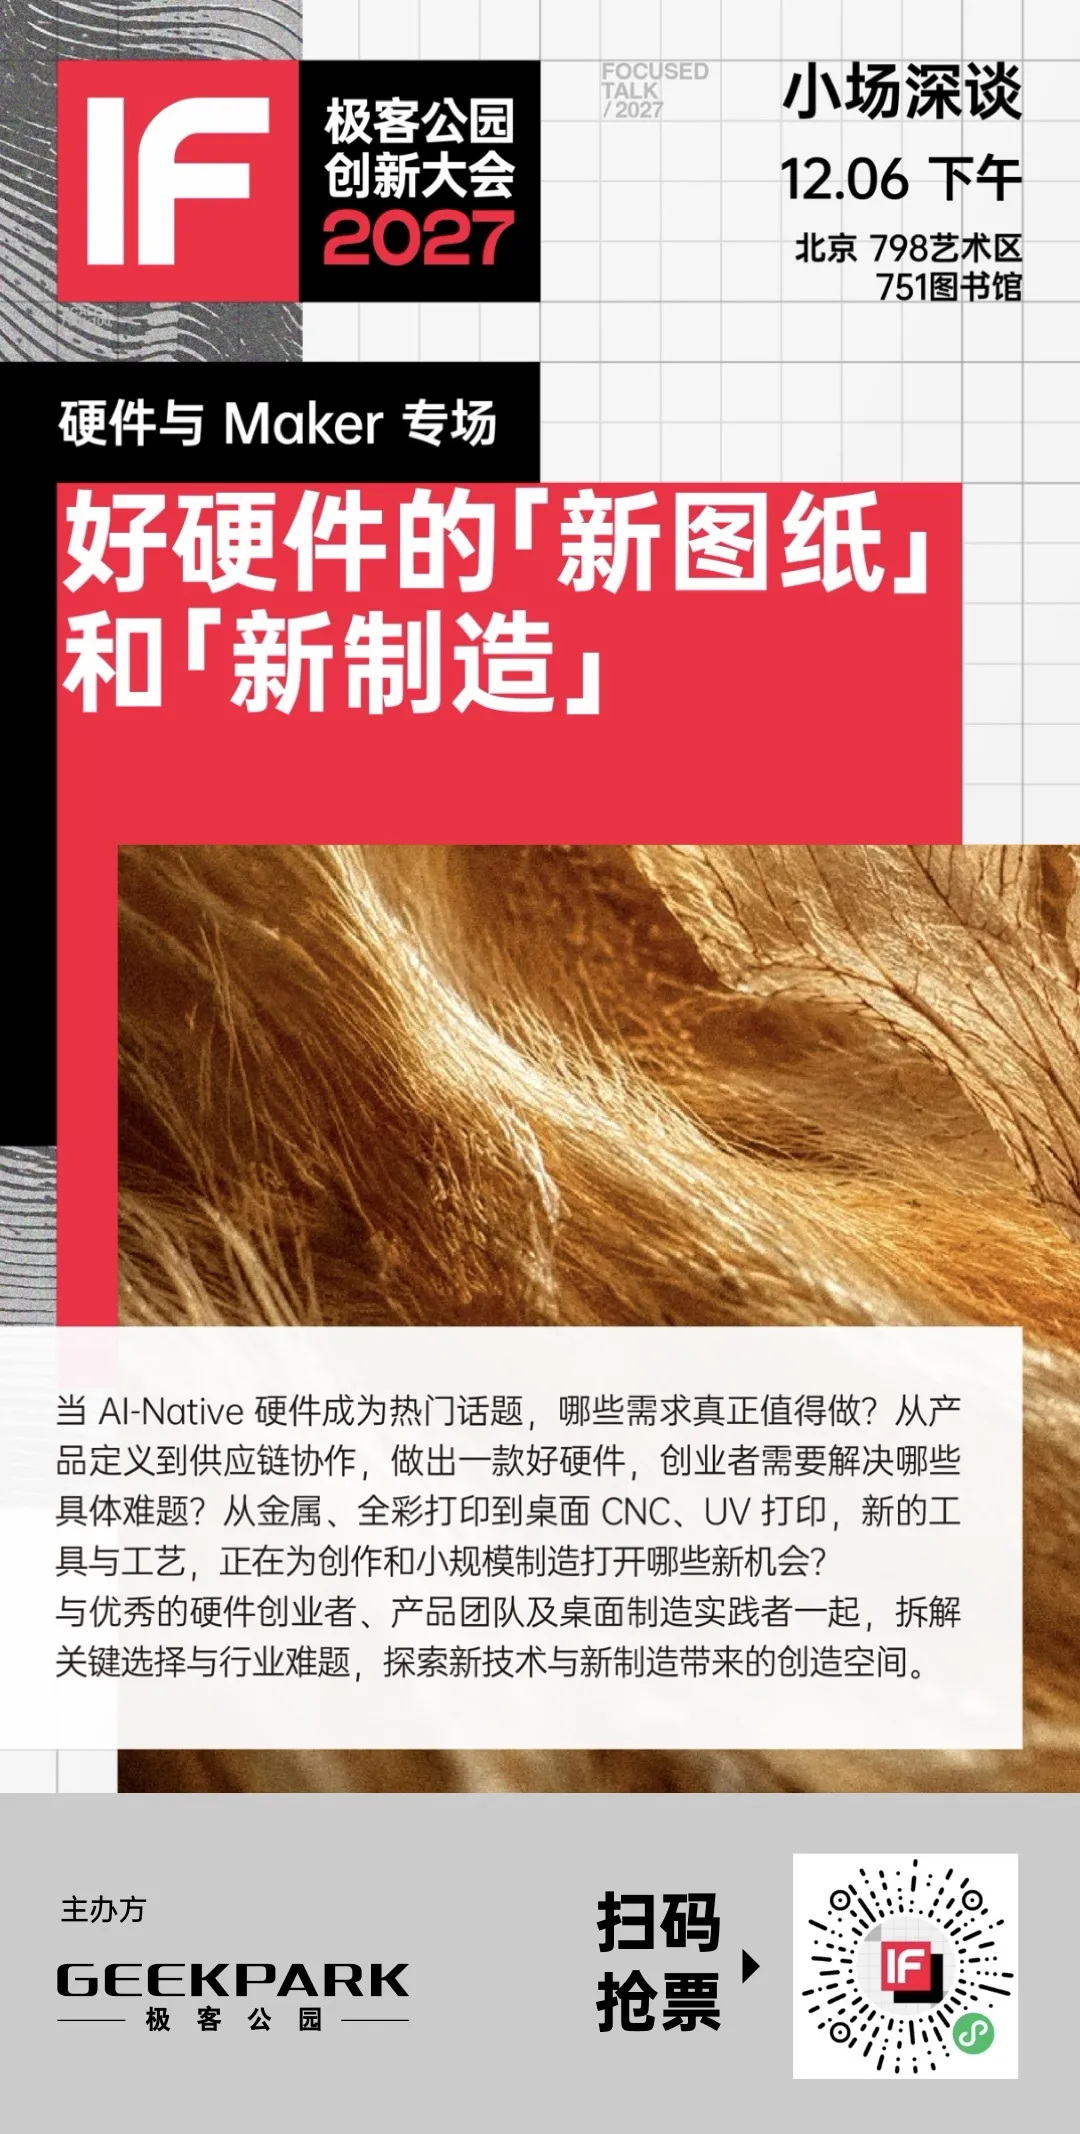 IF
极客公园
创新大会
2027
FOCUSED
TALK
/ 2027
小场深谈
12.06 下午
北京 798艺术区
751图书馆
硬件与 Maker 专场
好硬件的「新图纸」
和「新制造」
当 AI-Native 硬件成为热门话题，哪些需求真正值得做？从产
品定义到供应链协作，做出一款好硬件，创业者需要解决哪些
具体难题？从金属、全彩打印到桌面 CNC、UV 打印，新的工
具与工艺，正在为创作和小规模制造打开哪些新机会？
与优秀的硬件创业者、产品团队及桌面制造实践者一起，拆解
关键选择与行业难题，探索新技术与新制造带来的创造空间。
主办方
GEEKPARK
极客公园
扫码
抢票
IF